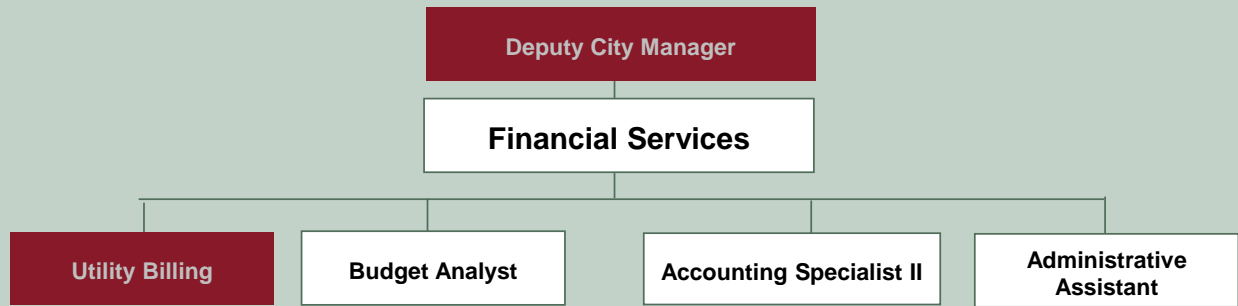 Deputy City Manager
Financial Services
Utility Billing
Budget Analyst
Accounting Specialist II
Administrative
Assistant